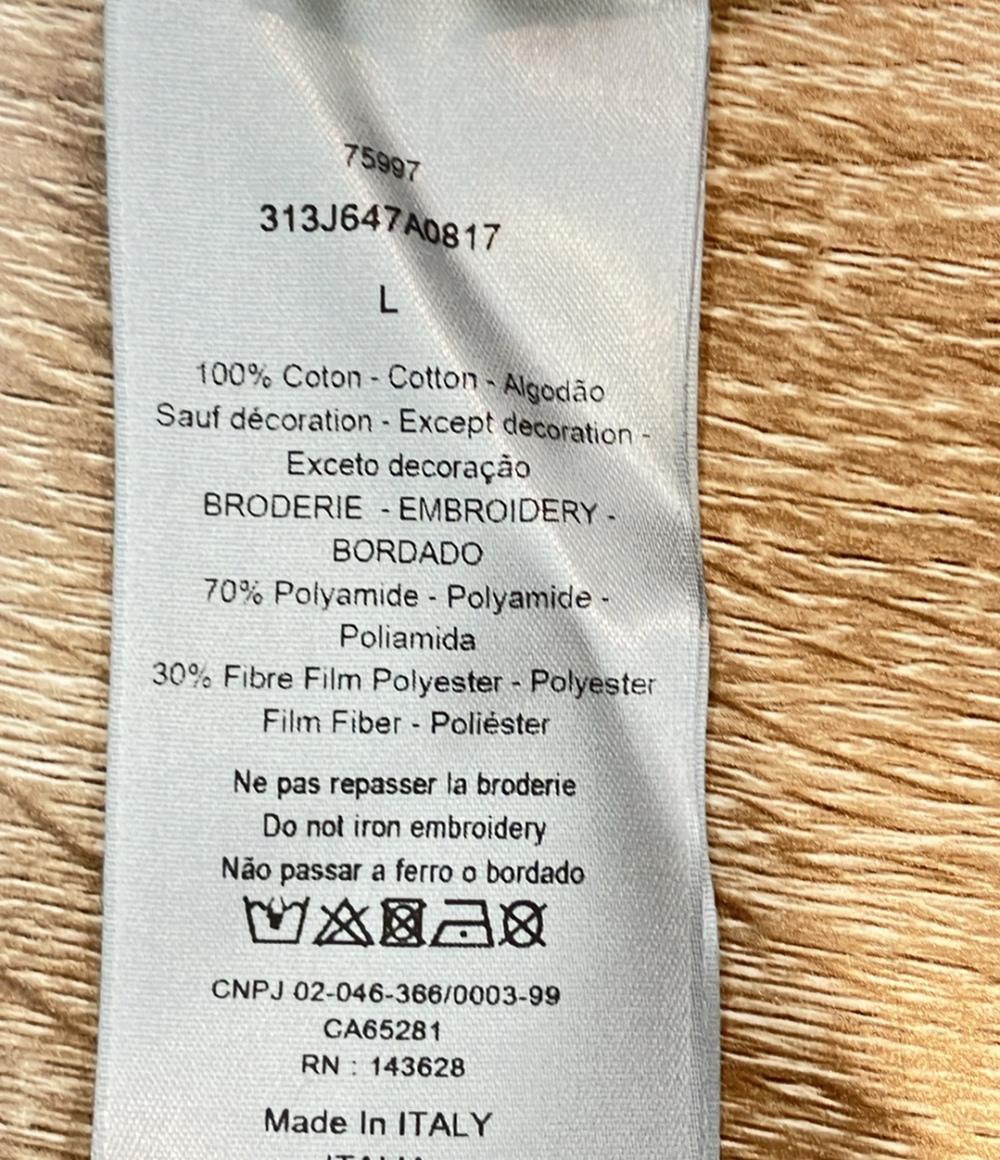 75997
313J647A0817
L
100% Coton - Cotton - Algodão
Sauf décoration - Except decoration -
Exceto decoração
BRODERIE - EMBROIDERY -
BORDADO
70% Polyamide - Polyamide -
Poliamida
30% Fibre Film Polyester - Polyester
Film Fiber - Poliéster
Ne pas repasser la broderie
Do not iron embroidery
Não passar a ferro o bordado
CNPJ 02-046-366/0003-99
CA65281
RN : 143628
Made In ITALY